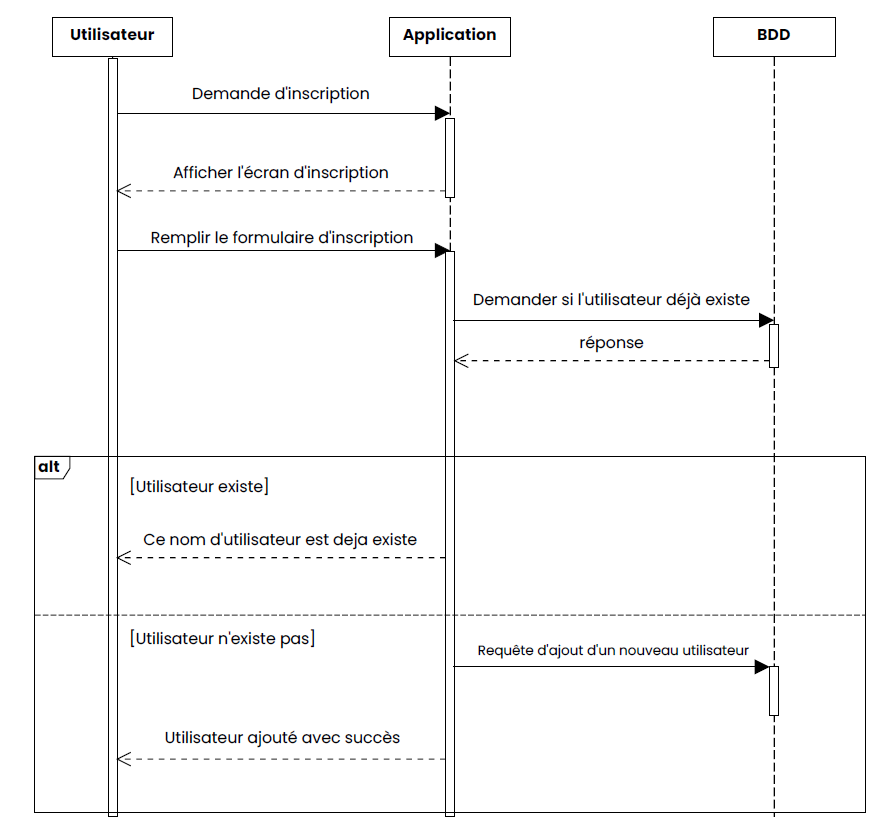 Utilisateur
Application
BDD
Demande d'inscription
Afficher l'écran d'inscription
Remplir le formulaire d'inscription
Demander si l'utilisateur déjà existe
réponse
alt
[Utilisateur existe]
Ce nom d'utilisateur est deja existe
[Utilisateur n'existe pas]
Requête d'ajout d'un nouveau utilisateur
Utilisateur ajouté avec succès